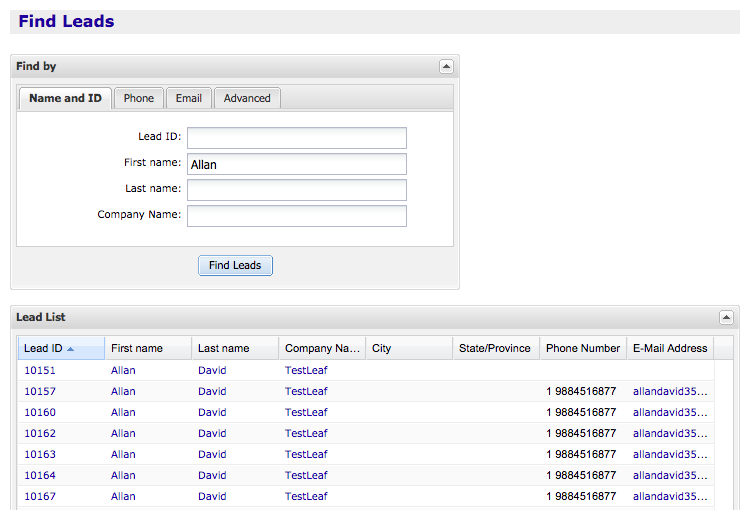 Find Leads
Find by
Name and ID Phone Email Advanced
Lead ID:
First name: Allan
Last name:
Company Name:
Find Leads
Lead List
Lead ID First name Last name Company Na... City State/Province Phone Number E-Mail Address
10151 Allan David TestLeaf
10157 Allan David TestLeaf 1 9884516877 allandavid35...
10160 Allan David TestLeaf 1 9884516877 allandavid35...
10162 Allan David TestLeaf 1 9884516877 allandavid35...
10163 Allan David TestLeaf 1 9884516877 allandavid35...
10164 Allan David TestLeaf 1 9884516877 allandavid35...
10167 Allan David TestLeaf 1 9884516877 allandavid35...